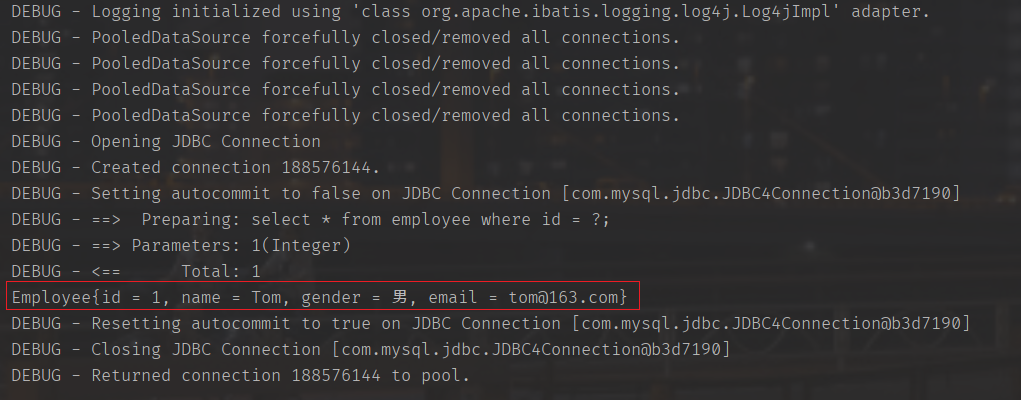 DEBUG - Logging initialized using 'class org.apache.ibatis.logging.log4j.Log4jImpl' adapter.
DEBUG - PooledDataSource forcefully closed/removed all connections.
DEBUG - PooledDataSource forcefully closed/removed all connections.
DEBUG - PooledDataSource forcefully closed/removed all connections.
DEBUG - PooledDataSource forcefully closed/removed all connections.
DEBUG - Opening JDBC Connection
DEBUG - Created connection 188576144.
DEBUG - Setting autocommit to false on JDBC Connection [com.mysql.jdbc.JDBC4Connection@b3d7190]
DEBUG - ==>  Preparing: select * from employee where id = ?;
DEBUG - ==> Parameters: 1(Integer)
DEBUG - <==      Total: 1
Employee{id = 1, name = Tom, gender = 男, email = tom@163.com}
DEBUG - Resetting autocommit to true on JDBC Connection [com.mysql.jdbc.JDBC4Connection@b3d7190]
DEBUG - Closing JDBC Connection [com.mysql.jdbc.JDBC4Connection@b3d7190]
DEBUG - Returned connection 188576144 to pool.